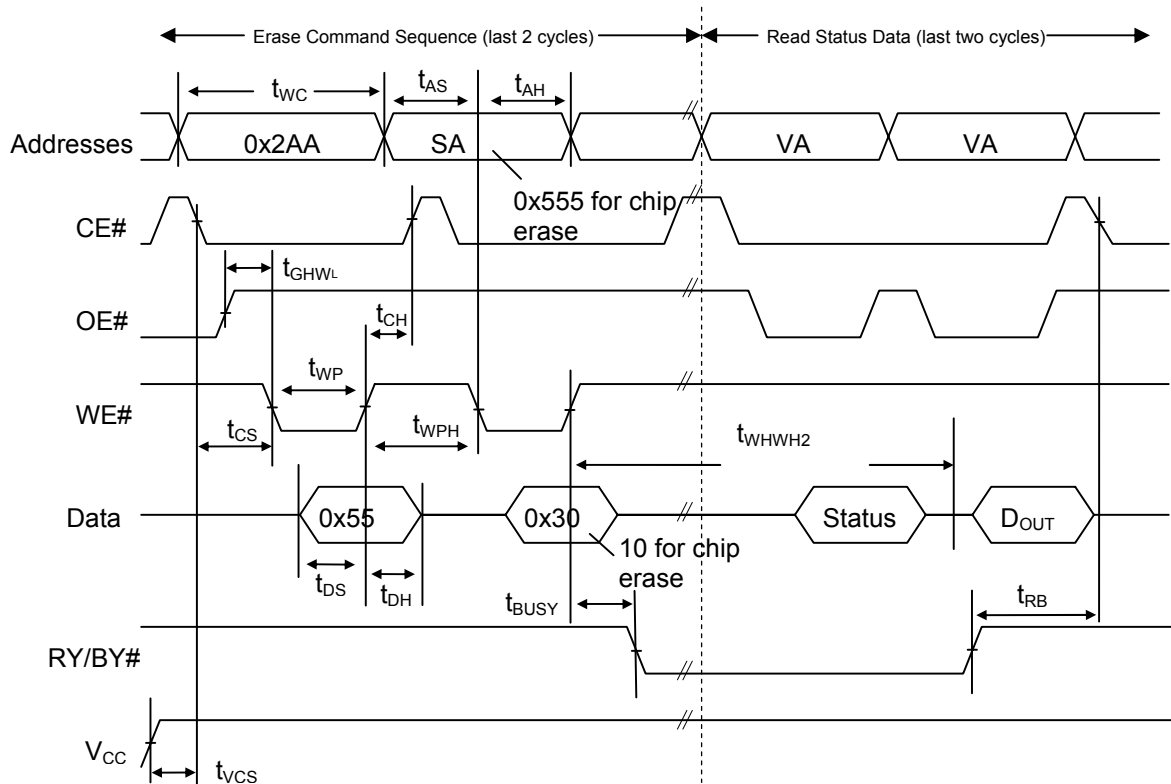 Erase Command Sequence (last 2 cycles) Read Status Data (last two cycles)
tWC tAS tAH
Addresses 0x2AA SA VA VA
0x555 for chip
erase
CE#
tGHWL
OE#
tCH
tWP
WE#
tCS tWPH tWHWH2
Data 0x55 0x30 Status DOUT
10 for chip
erase
tDS tDH tBUSY tRB
RY/BY#
VCC
tVCS